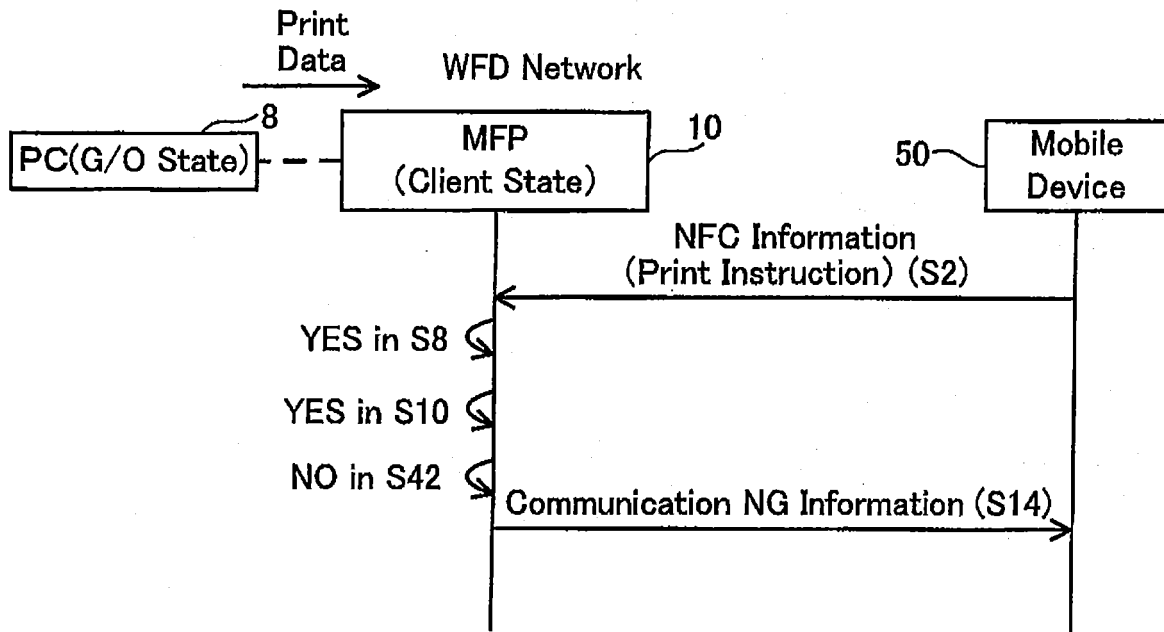 Print
Data
WFD Network
8
PC(G/O State)
MFP
(Client State)
10
50
Mobile
Device
NFC Information
(Print Instruction) (S2)
YES in S8
YES in S10
NO in S42
Communication NG Information (S14)